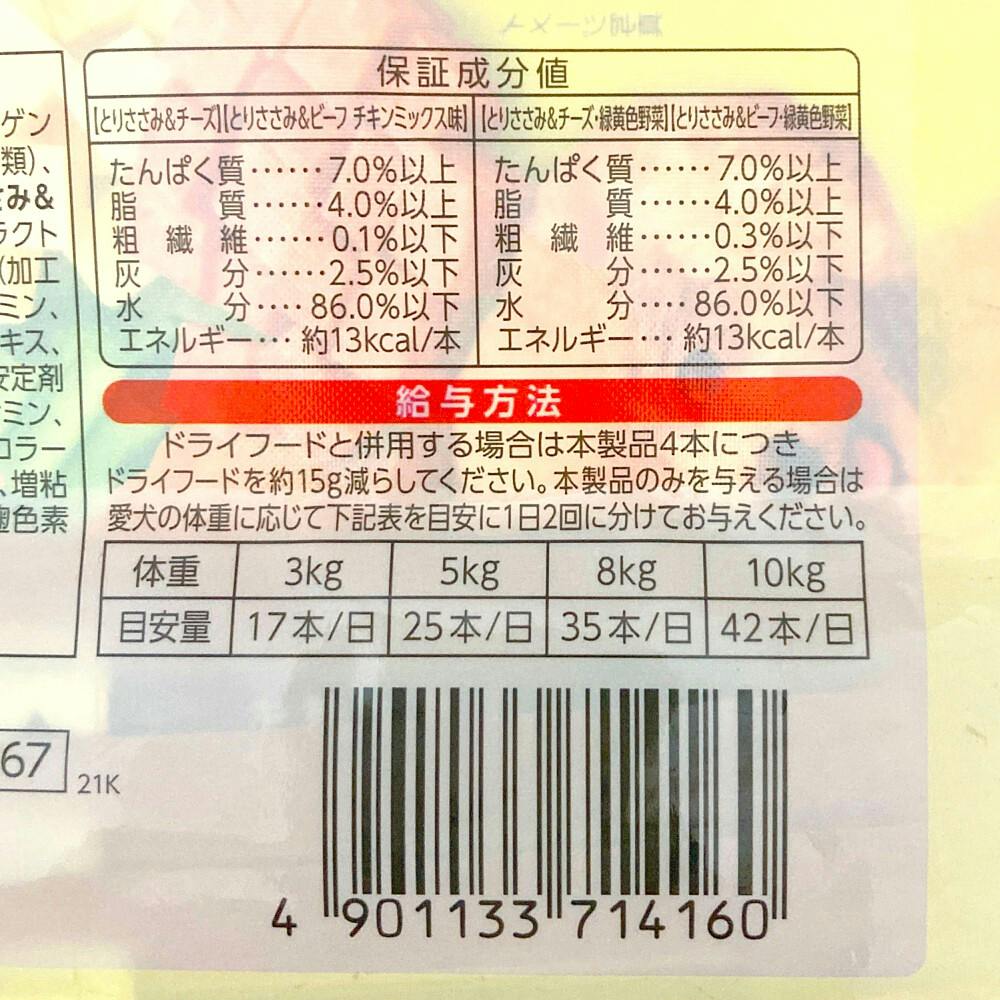 保証成分値
【とりささみ&チーズ】【とりささみ&ビーフ チキンミックス味】
たんぱく質……7.0%以上
脂　質……4.0%以上
粗繊維……0.1%以下
灰　分……2.5%以下
水　分…‥86.0%以下
エネルギー…約13kcal/本
【とりささみ&チーズ・緑黄色野菜】【とりささみ&ビーフ・緑黄色野菜】
たんぱく質……7.0%以上
脂　質……4.0%以上
粗繊維……0.3%以下
灰　分……2.5%以下
水　分…‥86.0%以下
エネルギー…約13kcal/本
給与方法
ドライフードと併用する場合は本製品4本につき
ドライフードを約15g減らしてください。本製品のみを与える場合は
愛犬の体重に応じて下記表を目安に1日2回に分けてお与えください。
体重 3kg 5kg 8kg 10kg
目安量 17本/日 25本/日 35本/日 42本/日
ゲン
類)、
み&
ラクト
(加工
ミン、
キス、
安定剤
ミン、
コラー
、増粘
色素
67
21K
4 901133 714160